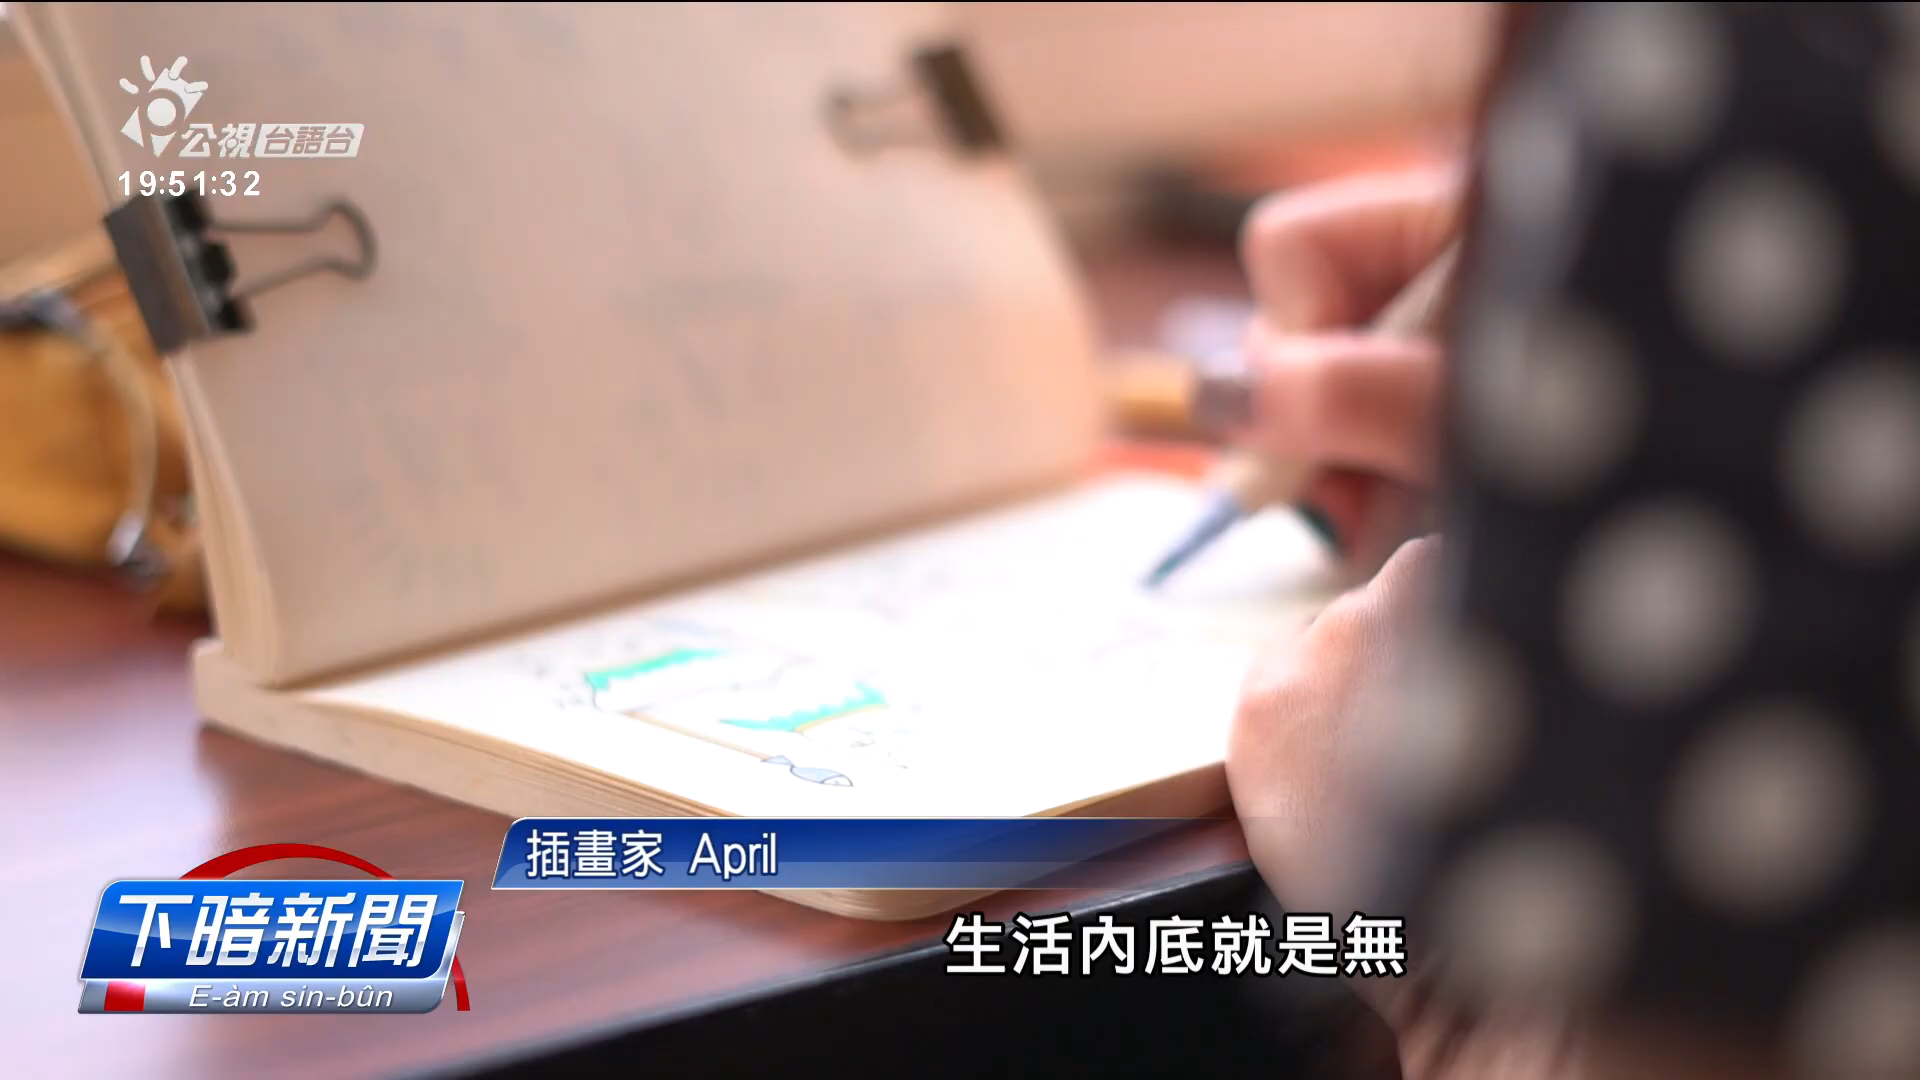 公視台語台
19:51:32
插畫家 April
下暗新聞
E-àm sin-bûn
生活內底就是無